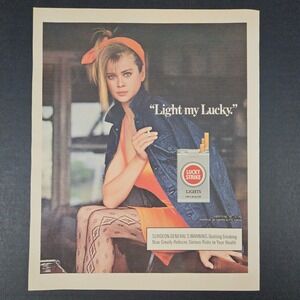 “Light my Lucky.”
LUCKY
STRIKE
LIGHTS
SURGEON GENERAL'S WARNING: Quitting Smoking
Now Greatly Reduces Serious Risks to Your Health.